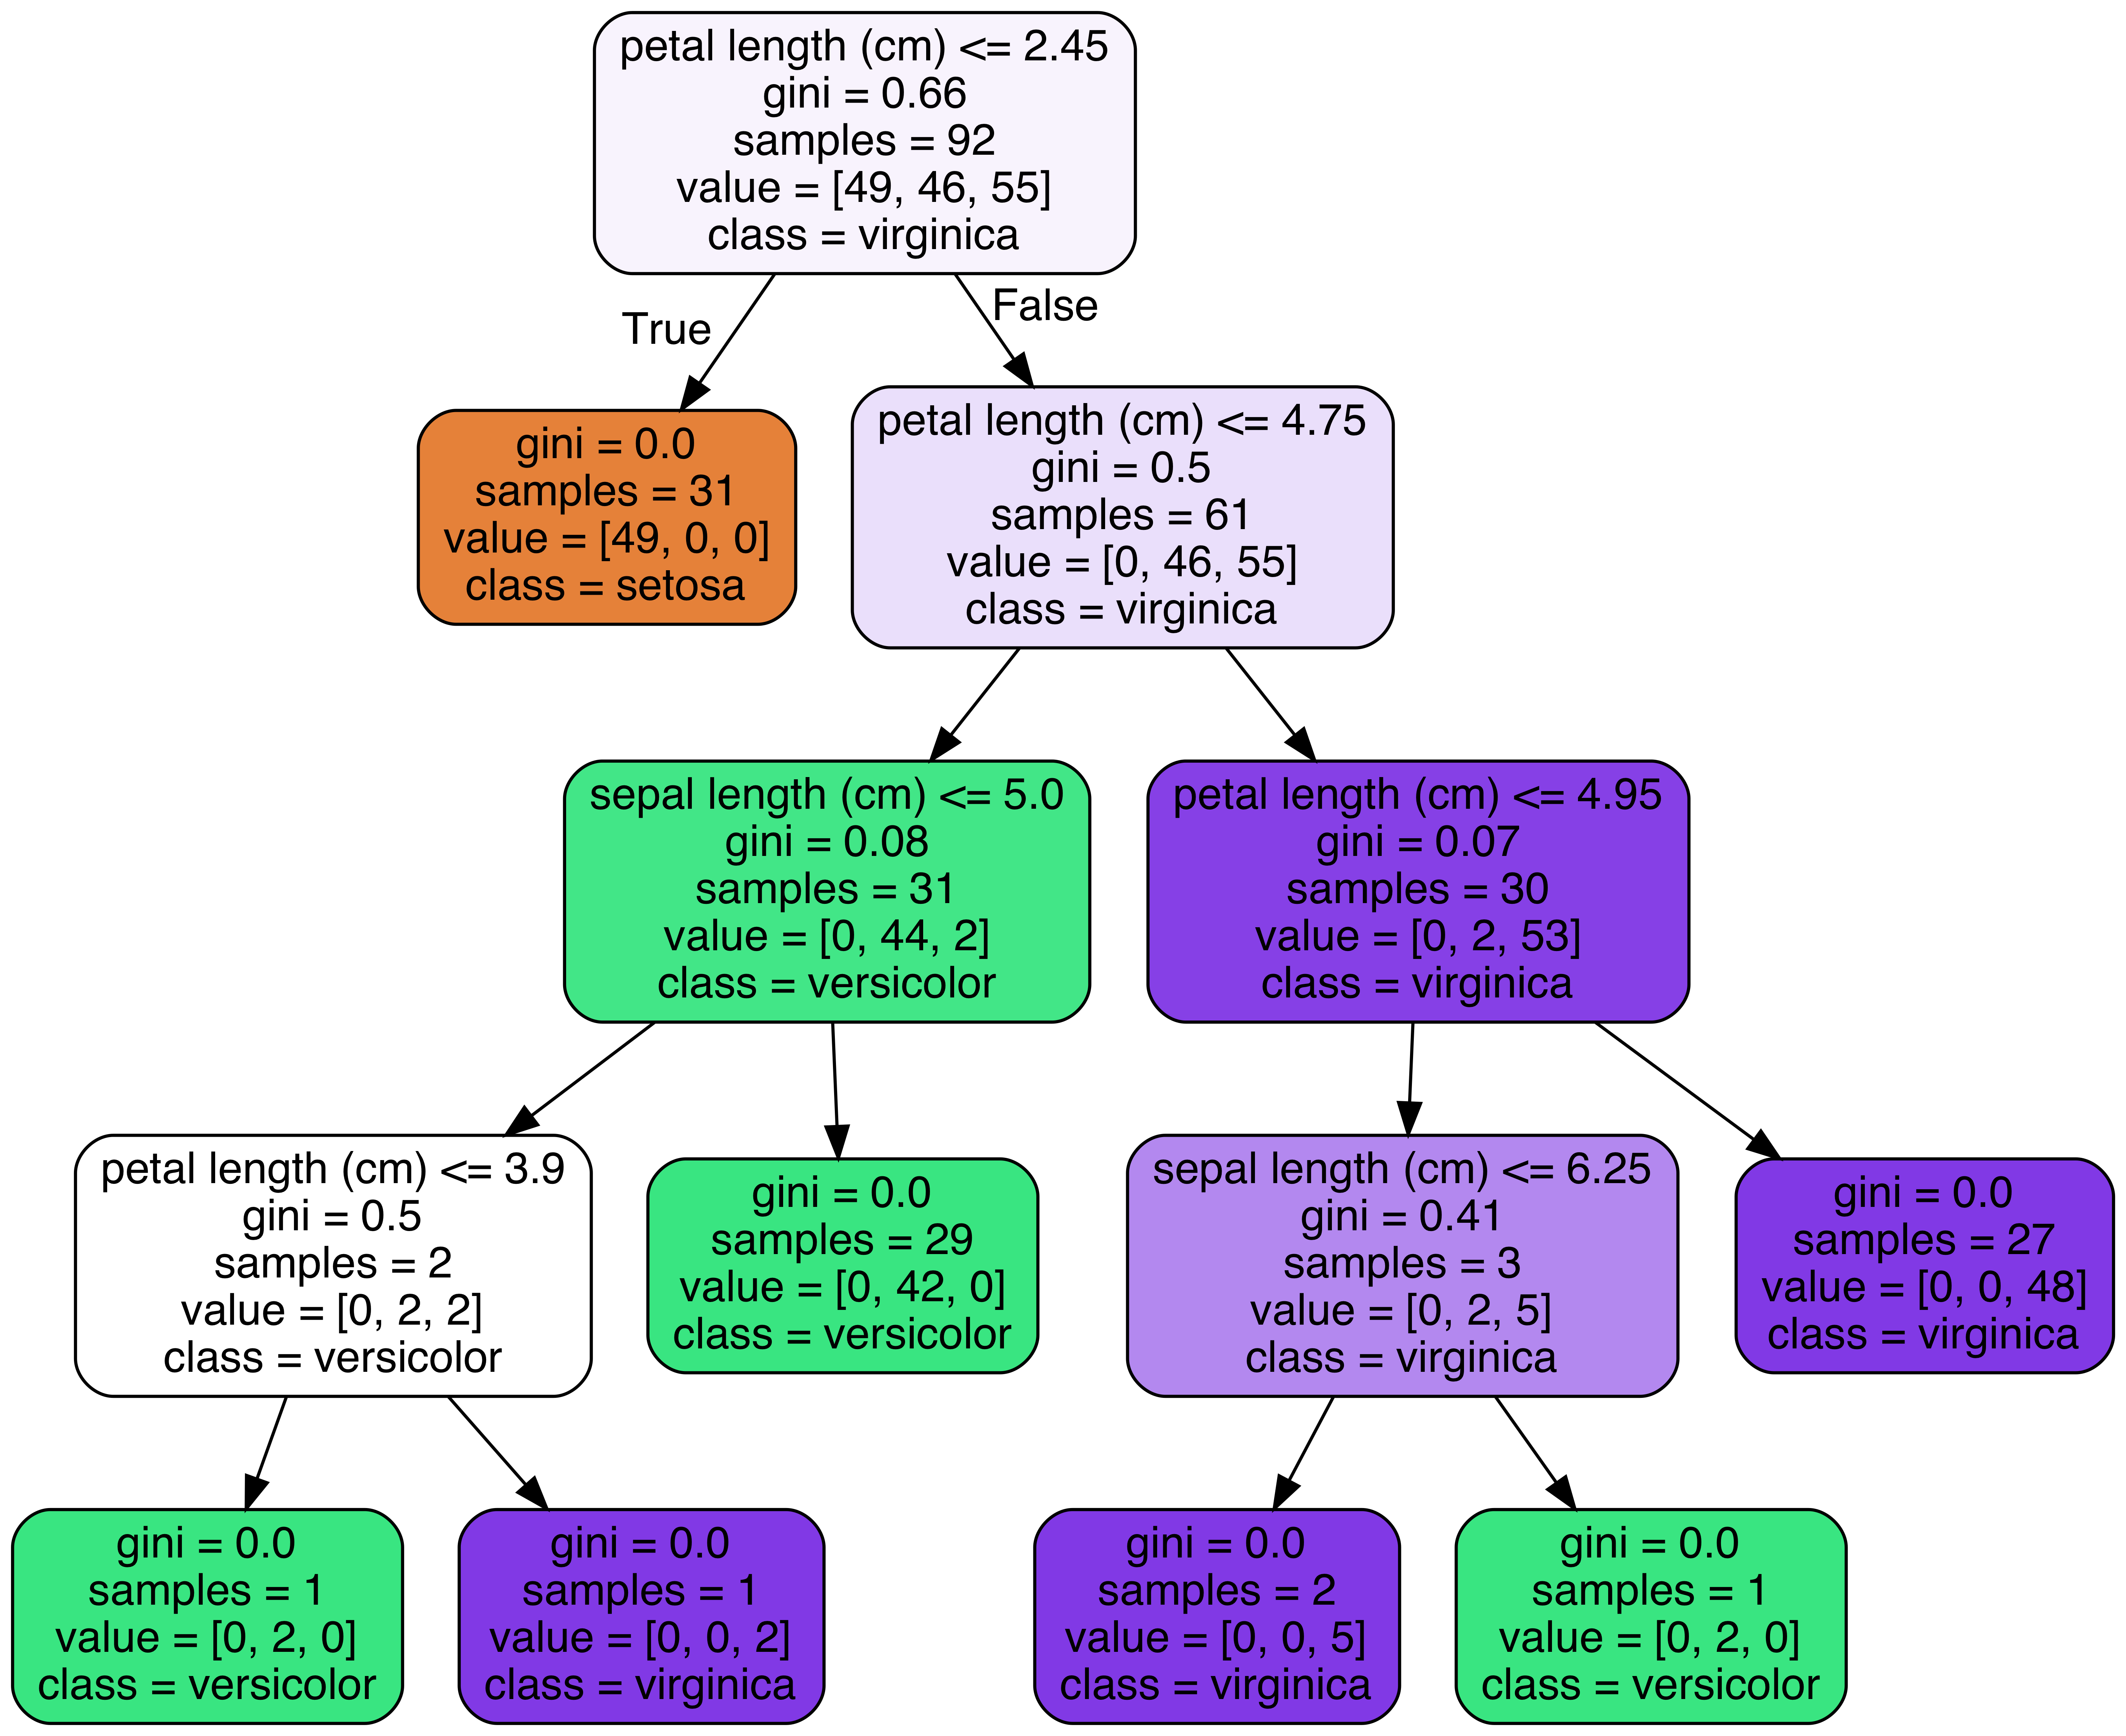 petal length (cm) <= 2.45
gini = 0.66
samples = 92
value = [49, 46, 55]
class = virginica
True
False
gini = 0.0
samples = 31
value = [49, 0, 0]
class = setosa
petal length (cm) <= 4.75
gini = 0.5
samples = 61
value = [0, 46, 55]
class = virginica
sepal length (cm) <= 5.0
gini = 0.08
samples = 31
value = [0, 44, 2]
class = versicolor
petal length (cm) <= 4.95
gini = 0.07
samples = 30
value = [0, 2, 53]
class = virginica
petal length (cm) <= 3.9
gini = 0.5
samples = 2
value = [0, 2, 2]
class = versicolor
gini = 0.0
samples = 29
value = [0, 42, 0]
class = versicolor
sepal length (cm) <= 6.25
gini = 0.41
samples = 3
value = [0, 2, 5]
class = virginica
gini = 0.0
samples = 27
value = [0, 0, 48]
class = virginica
gini = 0.0
samples = 1
value = [0, 2, 0]
class = versicolor
gini = 0.0
samples = 1
value = [0, 0, 2]
class = virginica
gini = 0.0
samples = 2
value = [0, 0, 5]
class = virginica
gini = 0.0
samples = 1
value = [0, 2, 0]
class = versicolor